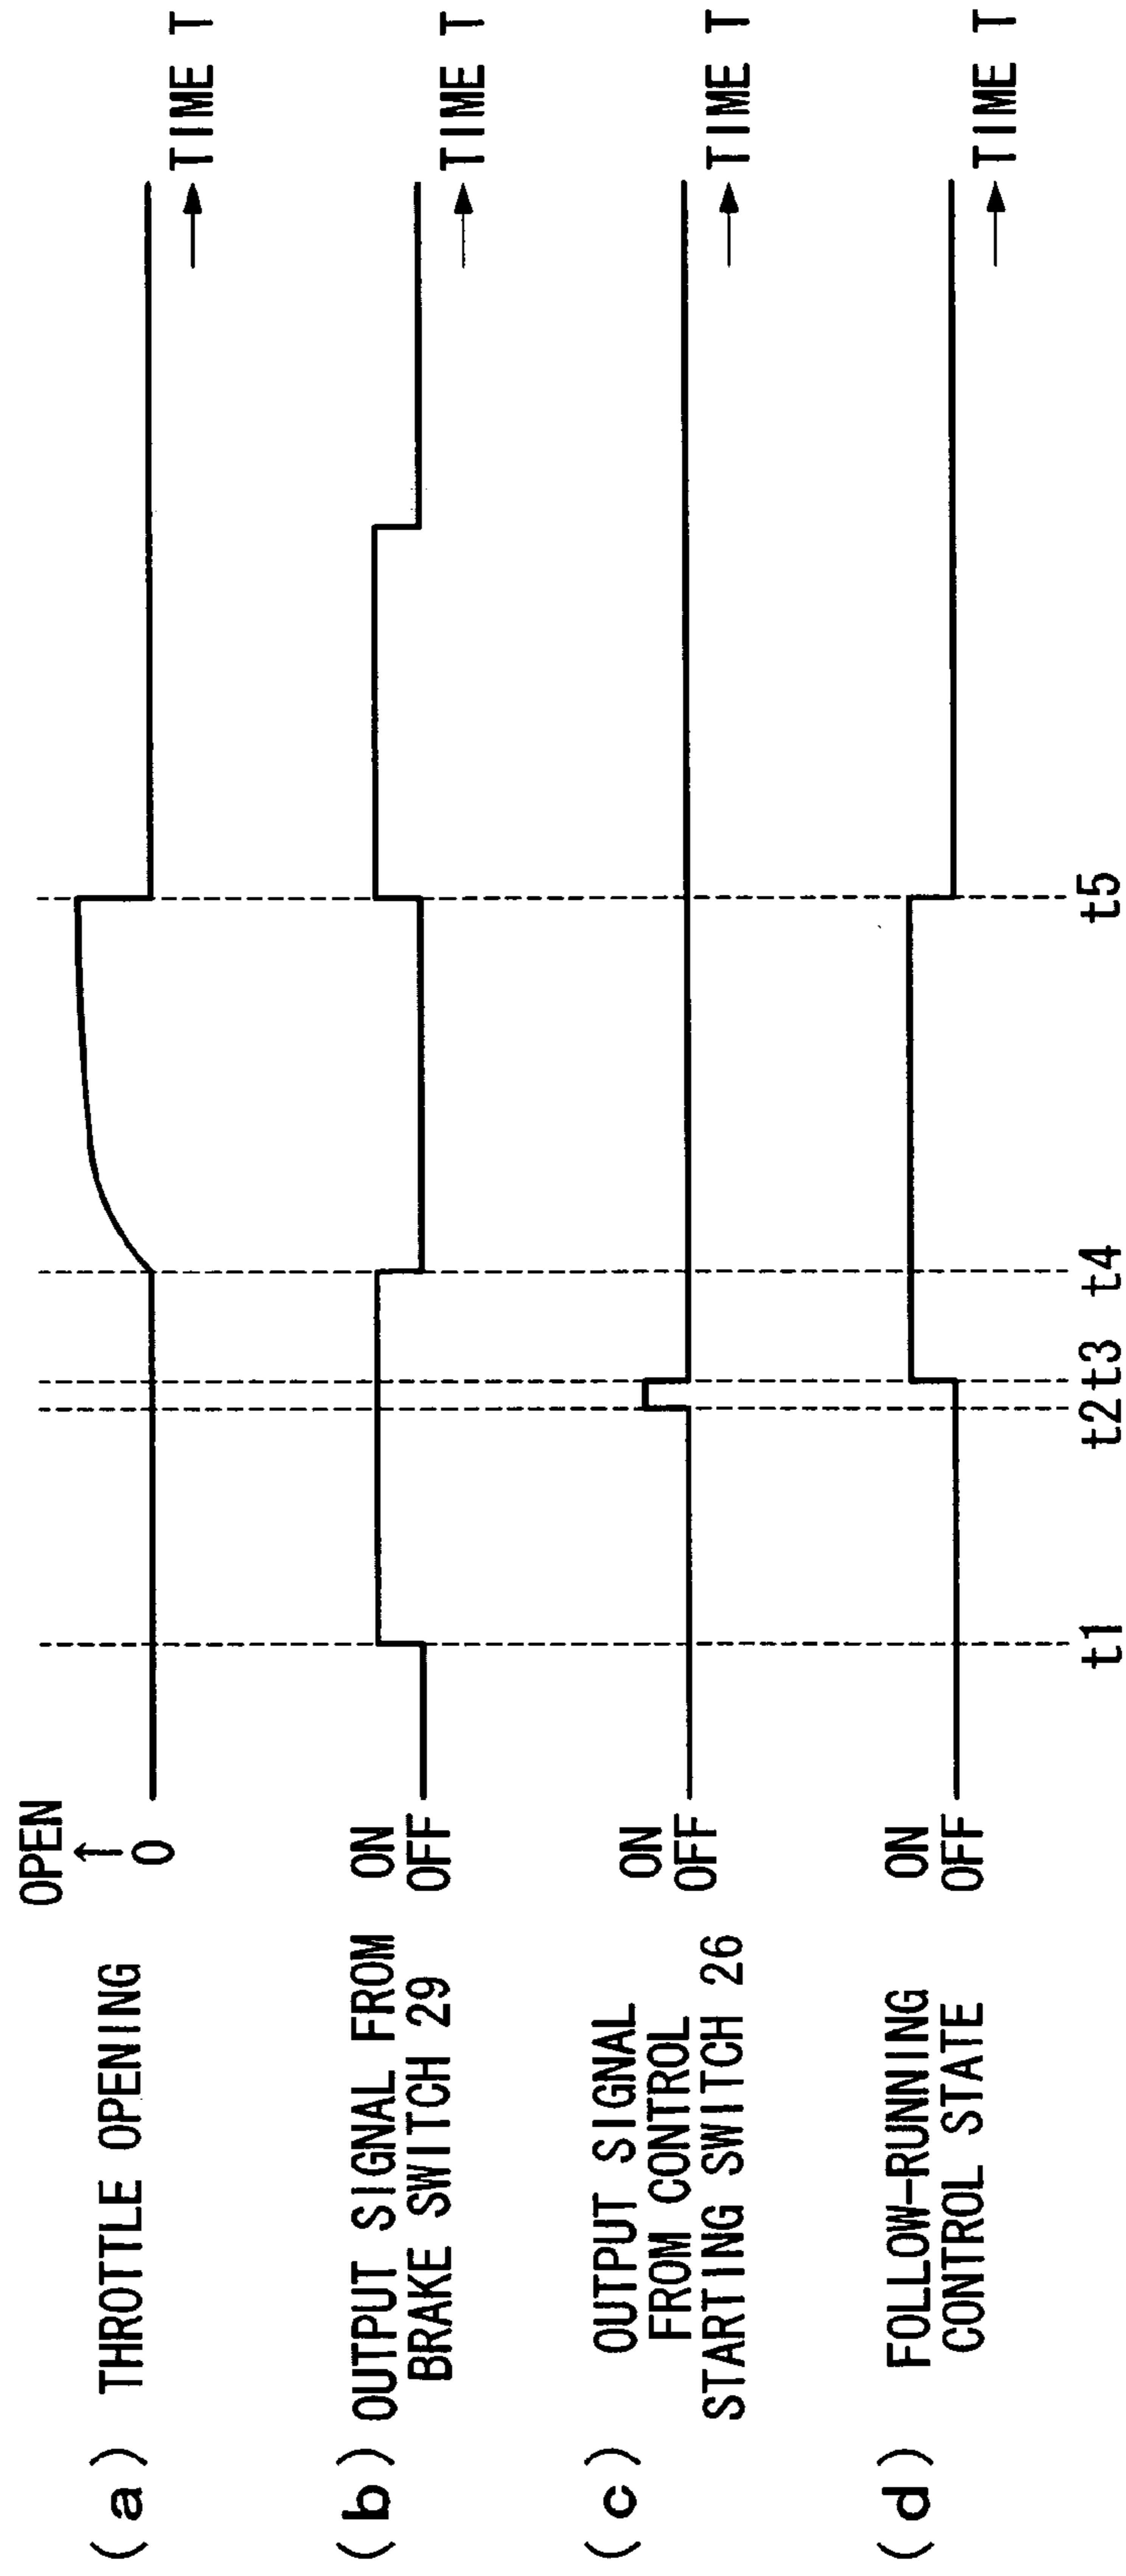 OPEN
↑
(a) THROTTLE OPENING 0
→ TIME T
(b) OUTPUT SIGNAL FROM ON
BRAKE SWITCH 29 OFF
→ TIME T
(c) OUTPUT SIGNAL ON
FROM CONTROL OFF
STARTING SWITCH 26
→ TIME T
(d) FOLLOW-RUNNING ON
CONTROL STATE OFF
→ TIME T
t1 t2 t3 t4 t5